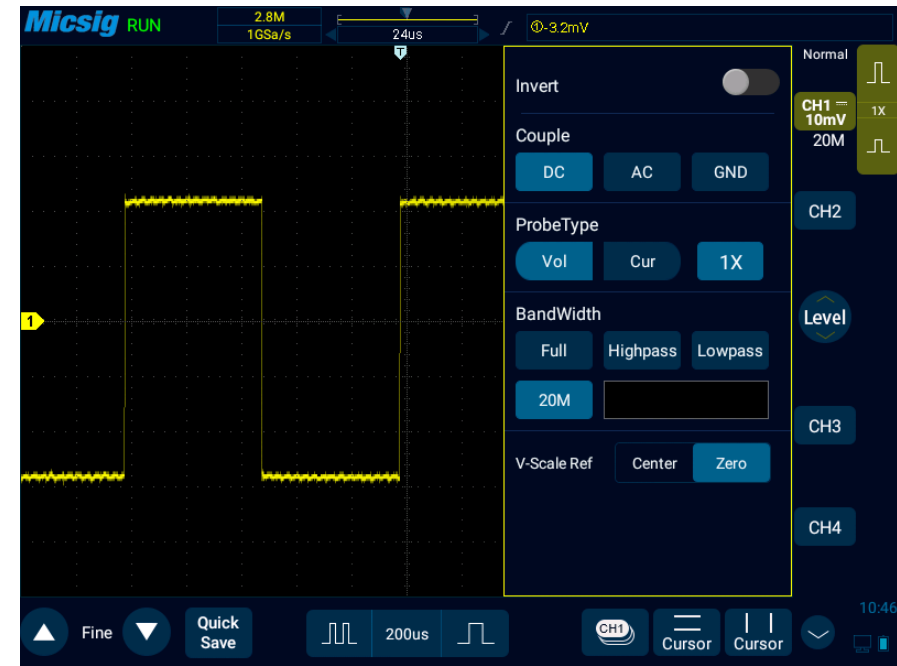 Micsig RUN 2.8M
1GSa/s 24us ①-3.2mV
T
Normal
Invert
CH1 1X
10mV
20M
Couple
DC AC GND
CH2
ProbeType
Vol Cur 1X
1
Level
BandWidth
Full Highpass Lowpass
20M
CH3
V-Scale Ref Center Zero
CH4
10:46
Fine Quick
Save 200us CH1 Cursor Cursor